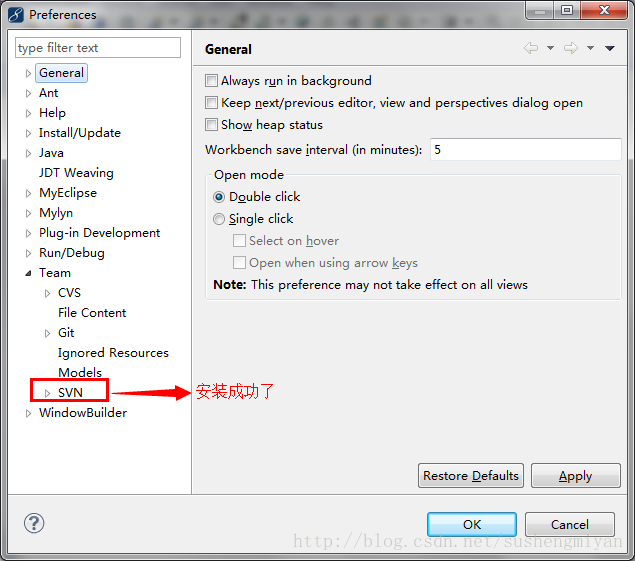 Preferences
type filter text
General
Ant
Help
Install/Update
Java
JDT Weaving
MyEclipse
Mylyn
Plug-in Development
Run/Debug
Team
CVS
File Content
Git
Ignored Resources
Models
SVN
WindowBuilder
General
Always run in background
Keep next/previous editor, view and perspectives dialog open
Show heap status
Workbench save interval (in minutes): 5
Open mode
Double click
Single click
Select on hover
Open when using arrow keys
Note: This preference may not take effect on all views
安装成功了
Restore Defaults Apply
? OK Cancel
http://blog.csdn.net/sushengmiyan